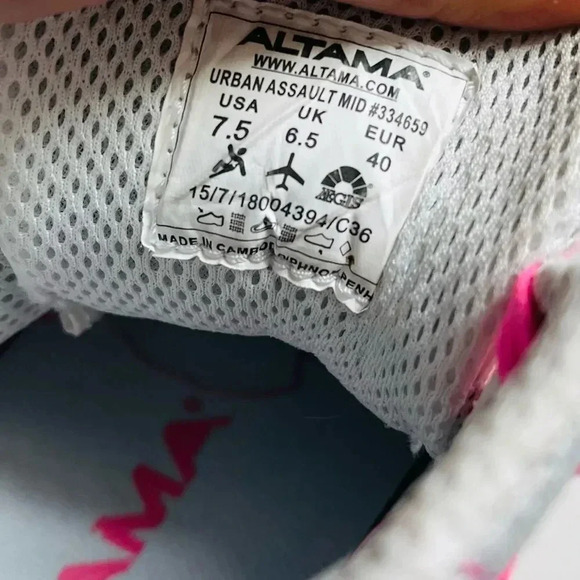 ALTAMA®
WWW.ALTAMA.COM
URBAN ASSAULT MID #334659
USA UK EUR
7.5 6.5 40
AEGIS
15/7/18004394/C36
MADE IN
AMA